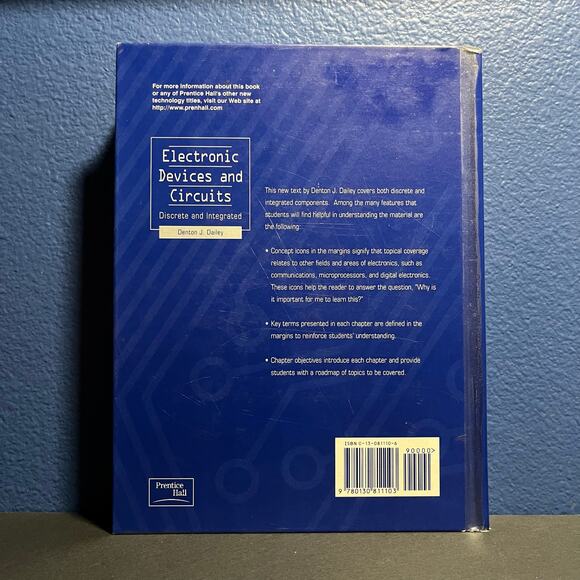 For more information about this book
or any of Prentice Hall's other new
technology titles, visit our Web site at
http://www.prenhall.com
Electronic
Devices and
Circuits
Discrete and Integrated
Denton J. Dailey
This new text by Denton J. Dailey covers both discrete and
integrated components. Among the many features that
students will find helpful in understanding the material are
the following:
• Concept icons in the margins signify that topical coverage
relates to other fields and areas of electronics, such as
communications, microprocessors, and digital electronics.
These icons help the reader to answer the question, "Why is
it important for me to learn this?"
• Key terms presented in each chapter are defined in the
margins to reinforce students' understanding.
• Chapter objectives introduce each chapter and provide
students with a roadmap of topics to be covered.
ISBN 0-13-081110-6
90000>
9 780130 811103
Prentice
Hall